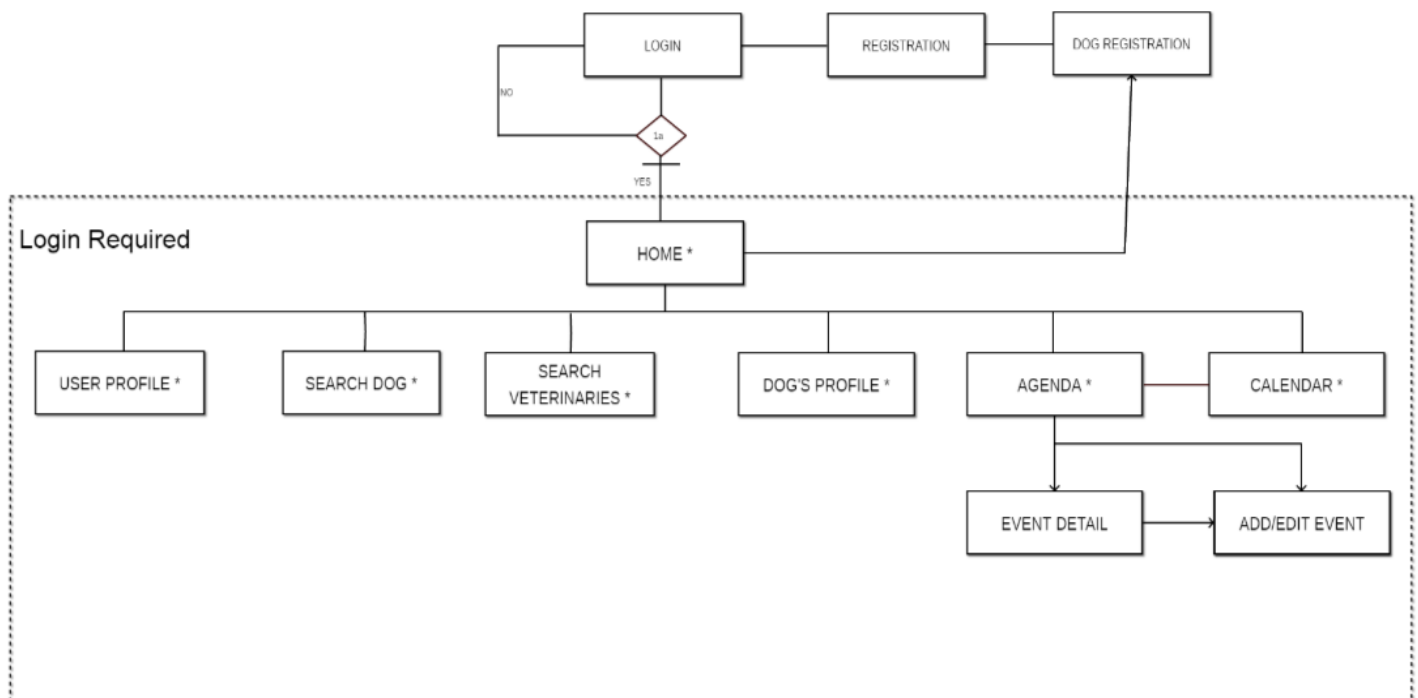 LOGIN
REGISTRATION
DOG REGISTRATION
NO
1a
YES
Login Required
HOME *
USER PROFILE *
SEARCH DOG *
SEARCH
VETERINARIES *
DOG'S PROFILE *
AGENDA *
CALENDAR *
EVENT DETAIL
ADD/EDIT EVENT